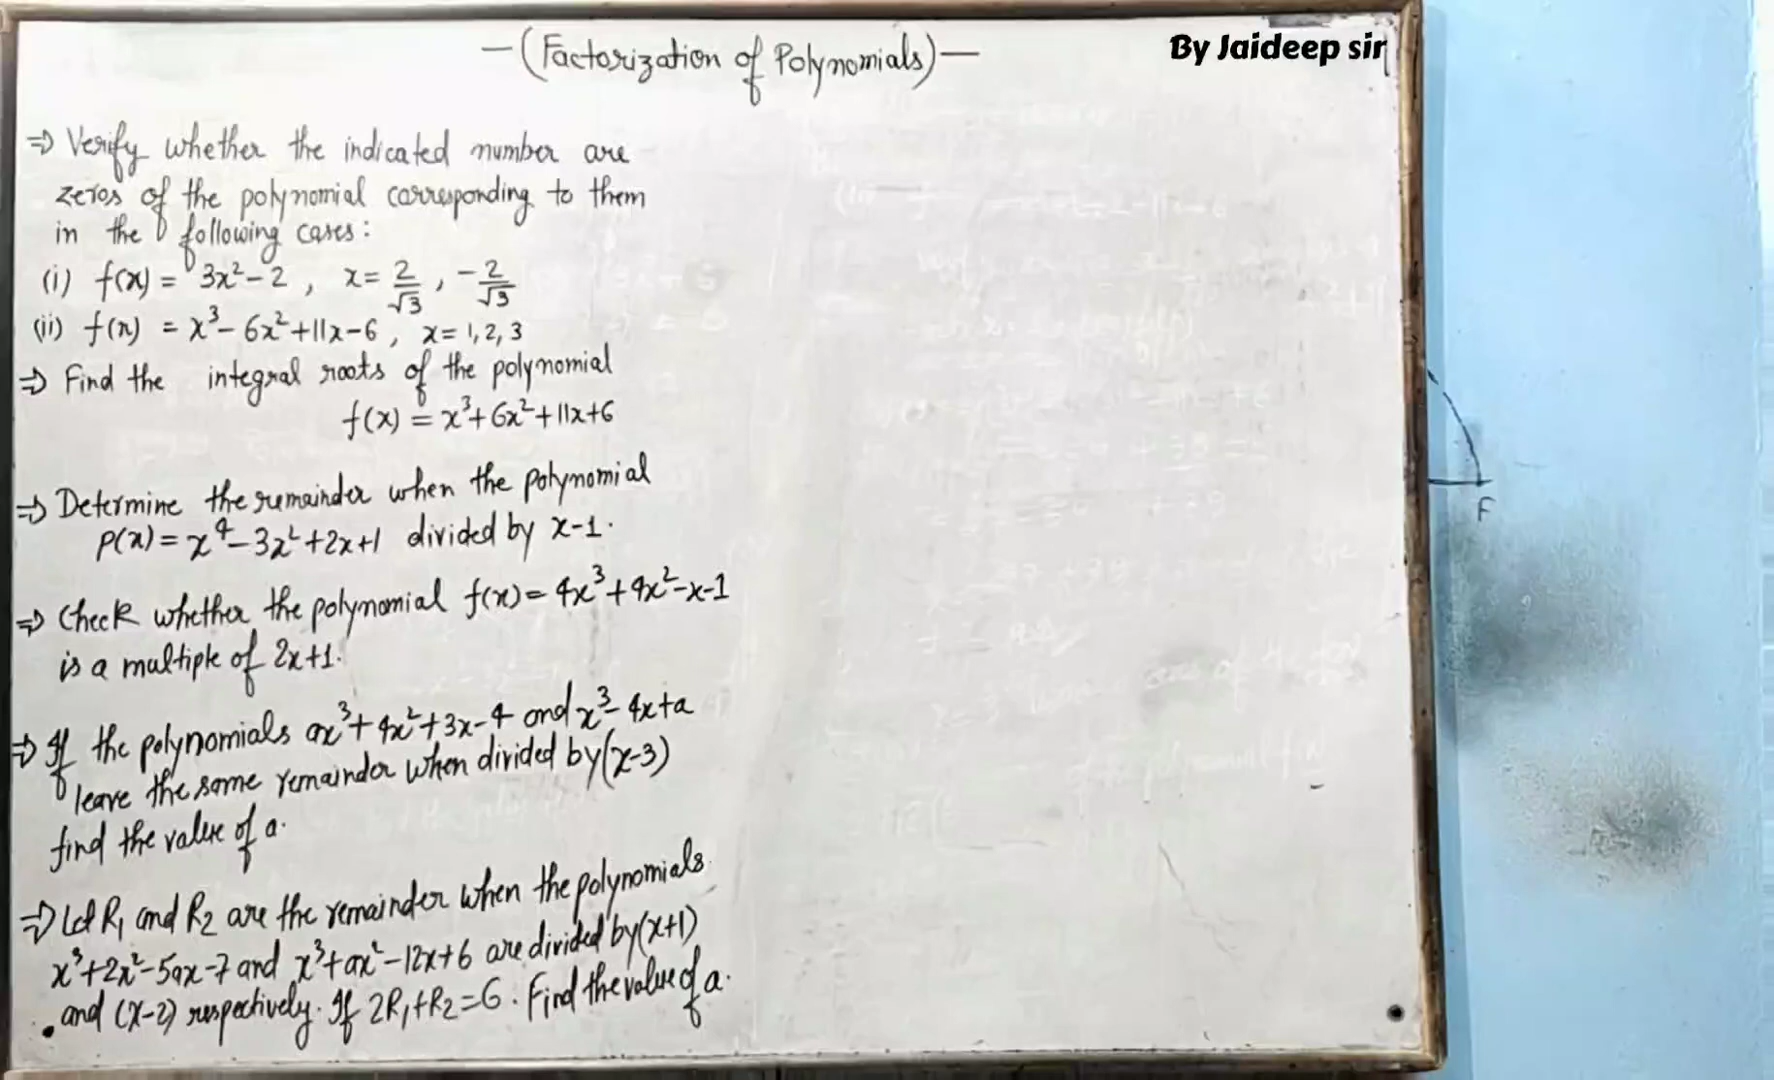 —(Factorization of Polynomials)—
By Jaideep sir
⇒ Verify whether the indicated number are
zeros of the polynomial corresponding to them
in the following cases:
(i) f(x) = 3x²-2, x= 2/√3, -2/√3
(ii) f(x) = x³-6x²+11x-6, x=1,2,3
⇒ Find the integral roots of the polynomial
f(x) = x³+6x²+11x+6
⇒ Determine the remainder when the polynomial
P(x)= x⁴-3x²+2x+1 divided by x-1.
⇒ Check whether the polynomial f(x)= 4x³+4x²-x-1
is a multiple of 2x+1.
⇒ If the polynomials ax³+4x²+3x-4 and x³-4x+a
leave the same remainder when divided by (x-3)
find the value of a.
⇒ Let R₁ and R₂ are the remainder when the polynomials
x³+2x²-5ax-7 and x³+ax²-12x+6 are divided by (x+1)
and (x-2) respectively. If 2R₁+R₂=6. Find the value of a.
F